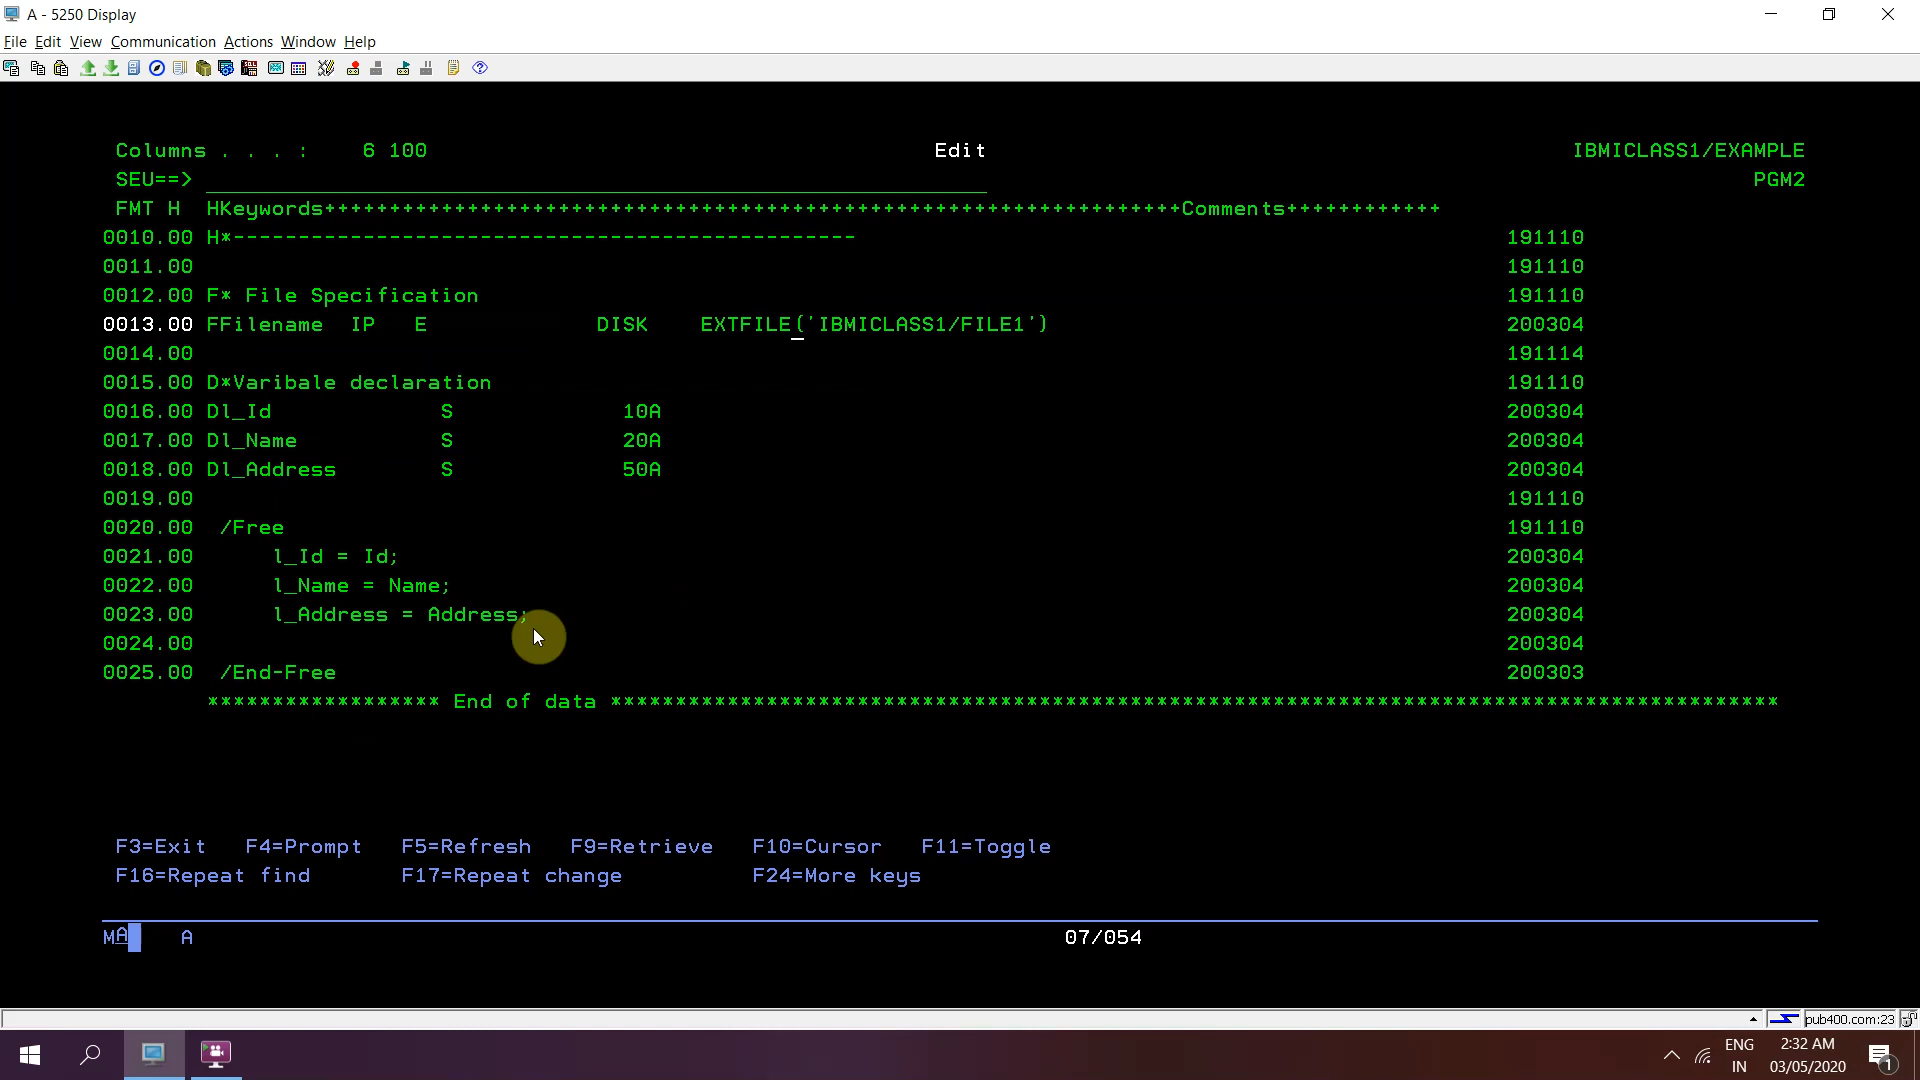 A - 5250 Display
File Edit View Communication Actions Window Help
Columns . . . :    6 100                                        Edit                                              IBMICLASS1/EXAMPLE
SEU==> ____________________________________________________________ PGM2
FMT H  HKeywords++++++++++++++++++++++++++++++++++++++++++++++++++++++++++++++++++Comments++++++++++++
0010.00 H*------------------------------------------------ 191110
0011.00 191110
0012.00 F* File Specification 191110
0013.00 FFilename  IP   E             DISK    EXTFILE('IBMICLASS1/FILE1') 200304
0014.00 191114
0015.00 D*Varibale declaration 191110
0016.00 Dl_Id             S             10A 200304
0017.00 Dl_Name           S             20A 200304
0018.00 Dl_Address        S             50A 200304
0019.00 191110
0020.00  /Free 191110
0021.00      l_Id = Id; 200304
0022.00      l_Name = Name; 200304
0023.00      l_Address = Address; 200304
0024.00 200304
0025.00  /End-Free 200303
****************** End of data ******************************************************************************************
F3=Exit   F4=Prompt   F5=Refresh   F9=Retrieve   F10=Cursor   F11=Toggle
F16=Repeat find       F17=Repeat change          F24=More keys
MA    A    07/054
pub400.com:23
ENG 2:32 AM
IN 03/05/2020 1